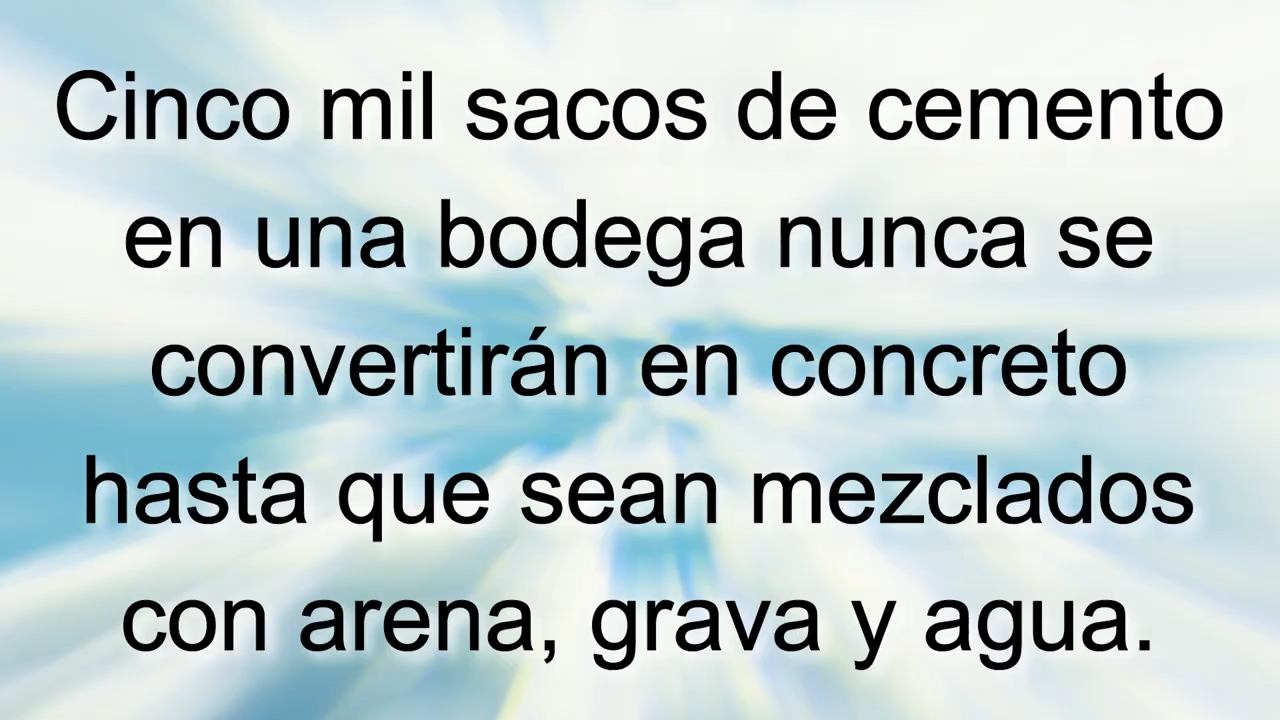 Cinco mil sacos de cemento
en una bodega nunca se
convertirán en concreto
hasta que sean mezclados
con arena, grava y agua.